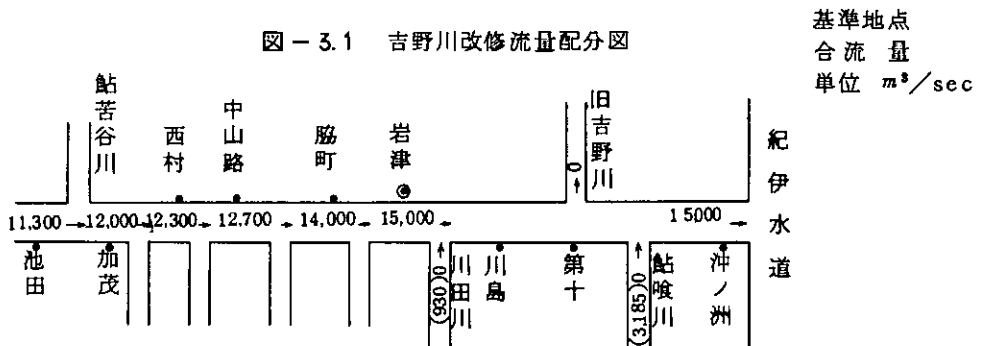 図－3.1 吉野川改修流量配分図
基準地点
合流量
単位 m³/sec
鮎苦谷川
西村
中山路
脇町
岩津
旧吉野川
0
紀伊水道
11,300
12,000
12,300
12,700
14,000
15,000
15,000
池田
加茂
(930)0
川田川
川島
第十
(3,185)0
鮎喰川
沖ノ洲